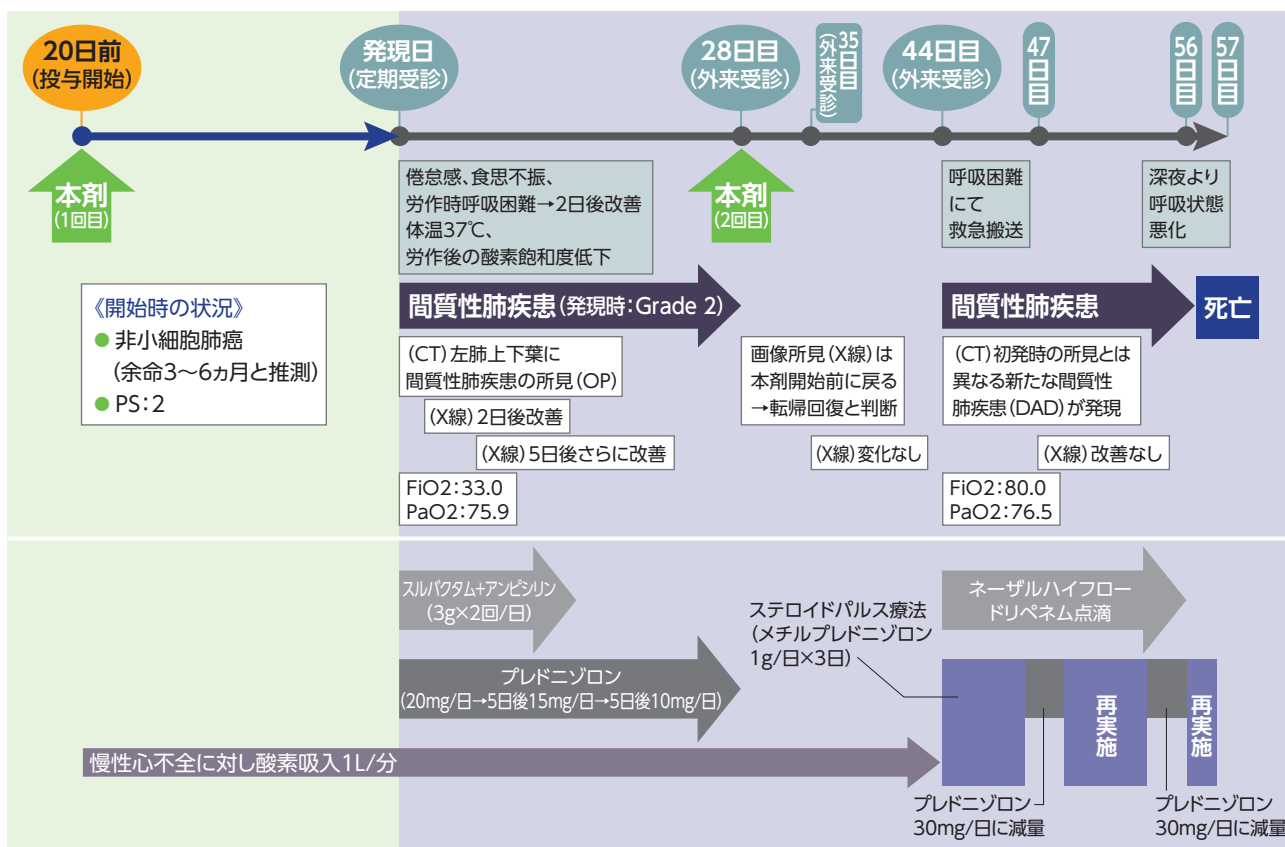 20日前
(投与開始)
発現日
(定期受診)
28日目
(外来受診)
35日目
(外来受診)
44日目
(外来受診)
47日目
56日目
57日目
本剤
(1回目)
倦怠感、食思不振、
労作時呼吸困難→2日後改善
体温37℃、
労作後の酸素飽和度低下
本剤
(2回目)
呼吸困難
にて
救急搬送
深夜より
呼吸状態
悪化
《開始時の状況》
● 非小細胞肺癌
(余命3～6ヵ月と推測)
● PS：2
間質性肺疾患(発現時：Grade 2)
間質性肺疾患
死亡
(CT)左肺上下葉に
間質性肺疾患の所見(OP)
(X線)2日後改善
(X線)5日後さらに改善
FiO2：33.0
PaO2：75.9
画像所見(X線)は
本剤開始前に戻る
→転帰回復と判断
(X線)変化なし
(CT)初発時の所見とは
異なる新たな間質性
肺疾患(DAD)が発現
(X線)改善なし
FiO2：80.0
PaO2：76.5
スルバクタム+アンピシリン
(3g×2回/日)
プレドニゾロン
(20mg/日→5日後15mg/日→5日後10mg/日)
慢性心不全に対し酸素吸入1L/分
ステロイドパルス療法
(メチルプレドニゾロン
1g/日×3日)
ネーザルハイフロー
ドリペネム点滴
再実施
再実施
プレドニゾロン
30mg/日に減量
プレドニゾロン
30mg/日に減量